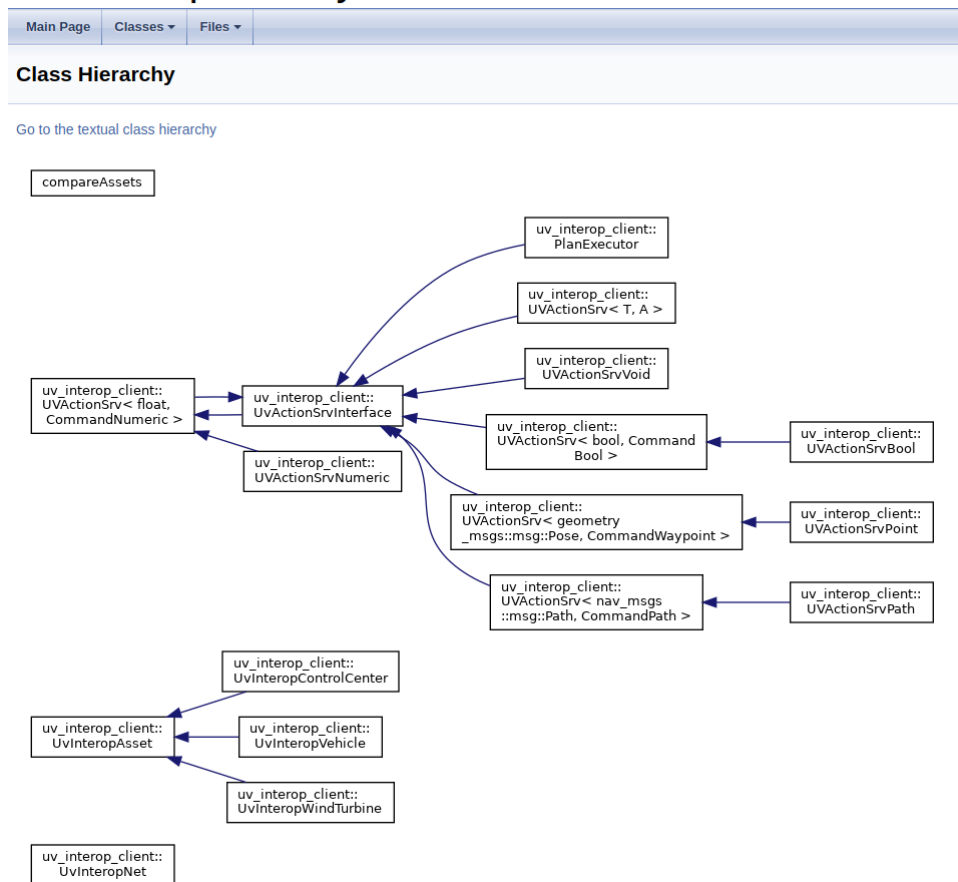 Main Page Classes Files
Class Hierarchy
Go to the textual class hierarchy
compareAssets
uv_interop_client::
PlanExecutor
uv_interop_client::
UVActionSrv< T, A >
uv_interop_client::
UVActionSrvVoid
uv_interop_client::
UVActionSrv< float,
CommandNumeric >
uv_interop_client::
UvActionSrvInterface
uv_interop_client::
UVActionSrv< bool, Command
Bool >
uv_interop_client::
UVActionSrvBool
uv_interop_client::
UVActionSrvNumeric
uv_interop_client::
UVActionSrv< geometry
_msgs::msg::Pose, CommandWaypoint >
uv_interop_client::
UVActionSrvPoint
uv_interop_client::
UVActionSrv< nav_msgs
::msg::Path, CommandPath >
uv_interop_client::
UVActionSrvPath
uv_interop_client::
UvInteropControlCenter
uv_interop_client::
UvInteropAsset
uv_interop_client::
UvInteropVehicle
uv_interop_client::
UvInteropWindTurbine
uv_interop_client::
UvInteropNet